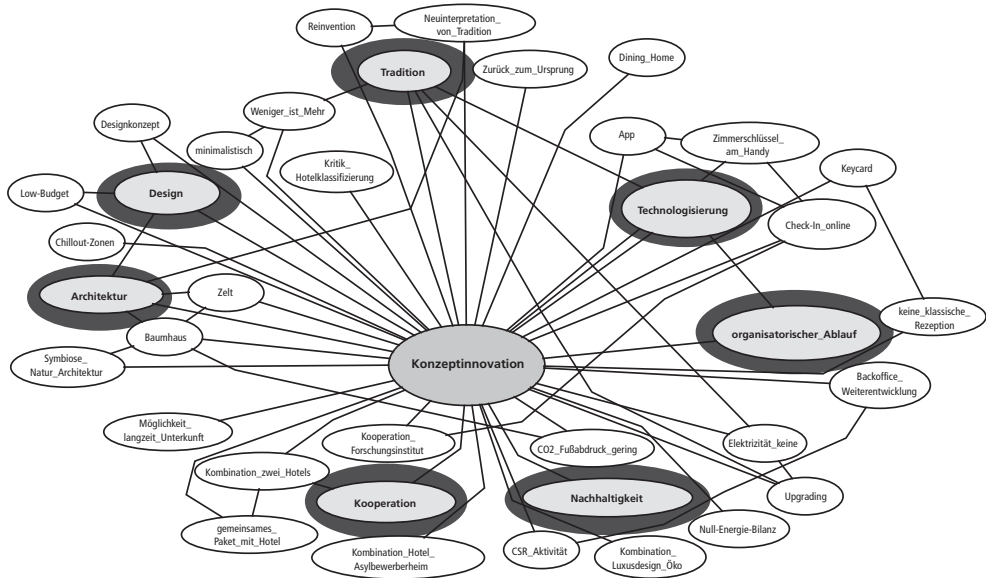 Reinvention
Neuinterpretation_
von_Tradition
Tradition
Zurück_zum_Ursprung
Dining_Home
Weniger_ist_Mehr
Designkonzept
minimalistisch
App
Zimmerschlüssel_
am_Handy
Kritik_
Hotelklassifizierung
Keycard
Low-Budget
Design
Technologisierung
Check-In_online
Chillout-Zonen
Architektur
Zelt
keine_klassische_
Rezeption
Baumhaus
organisatorischer_Ablauf
Symbiose_
Natur_Architektur
Konzeptinnovation
Backoffice_
Weiterentwicklung
Möglichkeit_
langzeit_Unterkunft
Kooperation_
Forschungsinstitut
CO2_Fußabdruck_gering
Elektrizität_keine
Kombination_zwei_Hotels
Kooperation
Nachhaltigkeit
Upgrading
gemeinsames_
Paket_mit_Hotel
Null-Energie-Bilanz
Kombination_Hotel_
Asylbewerberheim
CSR_Aktivität
Kombination_
Luxusdesign_Öko